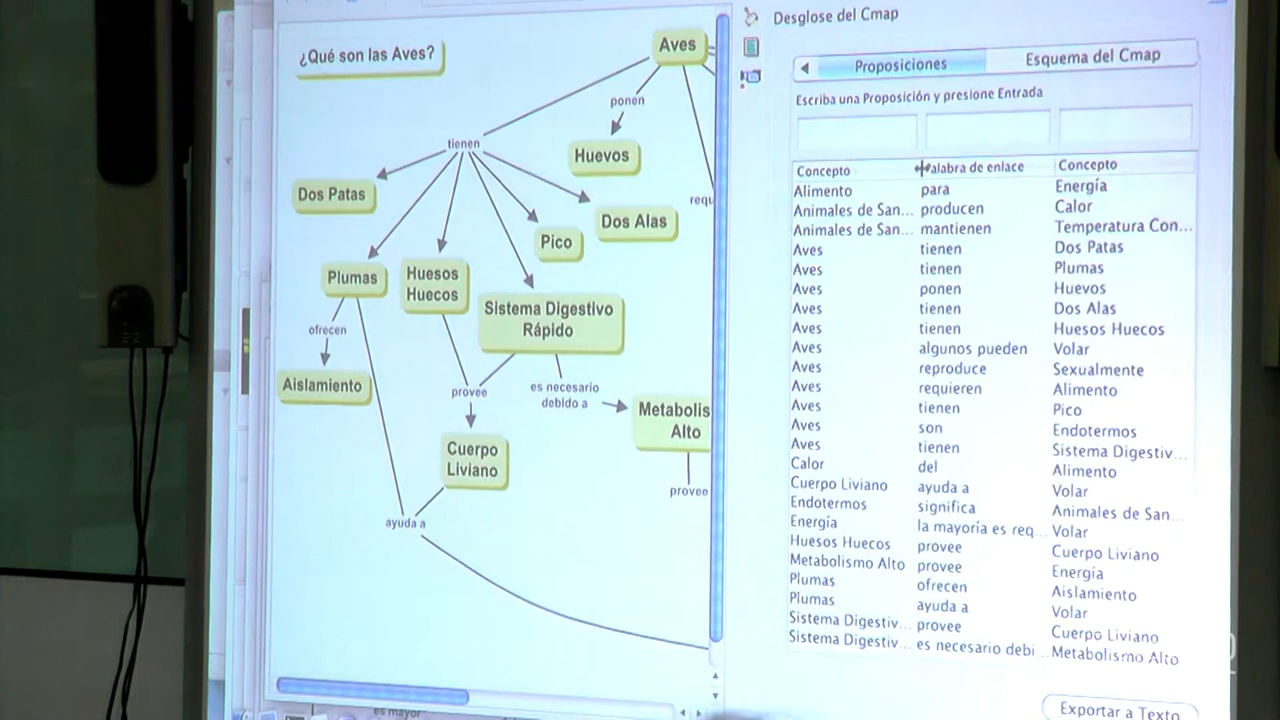 ¿Qué son las Aves?
Aves
ponen
Huevos
tienen
Dos Patas
requ
Dos Alas
Pico
Plumas
Huesos
Huecos
Sistema Digestivo
Rápido
ofrecen
Aislamiento
provee
es necesario
debido a
Metabolis
Alto
Cuerpo
Liviano
provee
ayuda a
Desglose del Cmap
Proposiciones Esquema del Cmap
Escriba una Proposición y presione Entrada
Concepto alabra de enlace Concepto
Alimento para Energía
Animales de San... producen Calor
Animales de San... mantienen Temperatura Con...
Aves tienen Dos Patas
Aves tienen Plumas
Aves ponen Huevos
Aves tienen Dos Alas
Aves tienen Huesos Huecos
Aves algunos pueden Volar
Aves reproduce Sexualmente
Aves requieren Alimento
Aves tienen Pico
Aves son Endotermos
Aves tienen Sistema Digestiv...
Calor del Alimento
Cuerpo Liviano ayuda a Volar
Endotermos significa Animales de San...
Energía la mayoría es req... Volar
Huesos Huecos provee Cuerpo Liviano
Metabolismo Alto provee Energía
Plumas ofrecen Aislamiento
Plumas ayuda a Volar
Sistema Digestiv... provee Cuerpo Liviano
Sistema Digestiv... es necesario debi... Metabolismo Alto
Exportar a Texto
es mayor